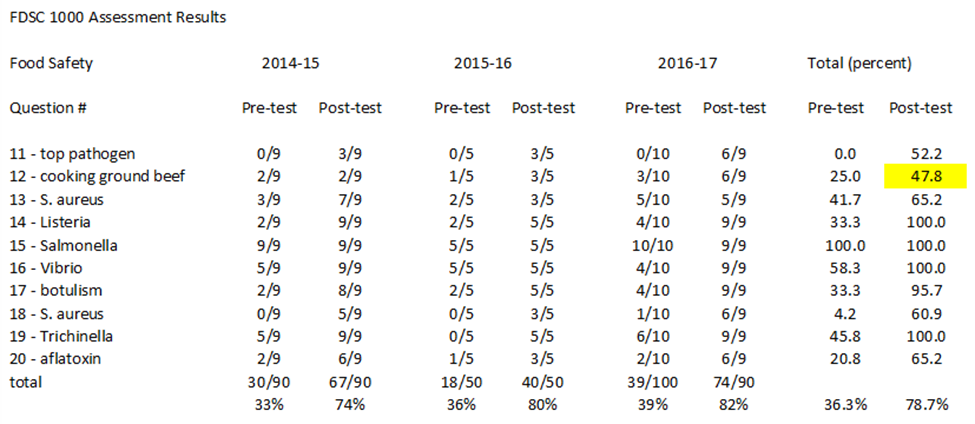 FDSC 1000 Assessment Results
Food Safety 2014-15 2015-16 2016-17 Total (percent)
Question # Pre-test Post-test Pre-test Post-test Pre-test Post-test Pre-test Post-test
11 - top pathogen 0/9 3/9 0/5 3/5 0/10 6/9 0.0 52.2
12 - cooking ground beef 2/9 2/9 1/5 3/5 3/10 6/9 25.0 47.8
13 - S. aureus 3/9 7/9 2/5 3/5 5/10 5/9 41.7 65.2
14 - Listeria 2/9 9/9 2/5 5/5 4/10 9/9 33.3 100.0
15 - Salmonella 9/9 9/9 5/5 5/5 10/10 9/9 100.0 100.0
16 - Vibrio 5/9 9/9 5/5 5/5 4/10 9/9 58.3 100.0
17 - botulism 2/9 8/9 2/5 5/5 4/10 9/9 33.3 95.7
18 - S. aureus 0/9 5/9 0/5 3/5 1/10 6/9 4.2 60.9
19 - Trichinella 5/9 9/9 0/5 5/5 6/10 9/9 45.8 100.0
20 - aflatoxin 2/9 6/9 1/5 3/5 2/10 6/9 20.8 65.2
total 30/90 67/90 18/50 40/50 39/100 74/90
33% 74% 36% 80% 39% 82% 36.3% 78.7%